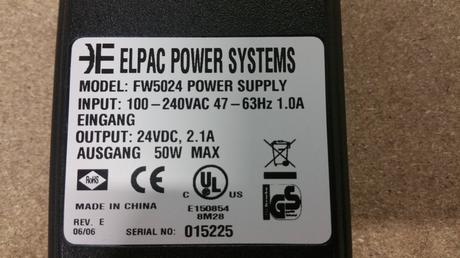 ELPAC POWER SYSTEMS
MODEL: FW5024 POWER SUPPLY
INPUT: 100-240VAC 47-63Hz 1.0A
EINGANG
OUTPUT: 24VDC, 2.1A
AUSGANG 50W MAX
RoHS CE C UL US GS
MADE IN CHINA E150854
8M28
REV. E
06/06 SERIAL NO: 015225